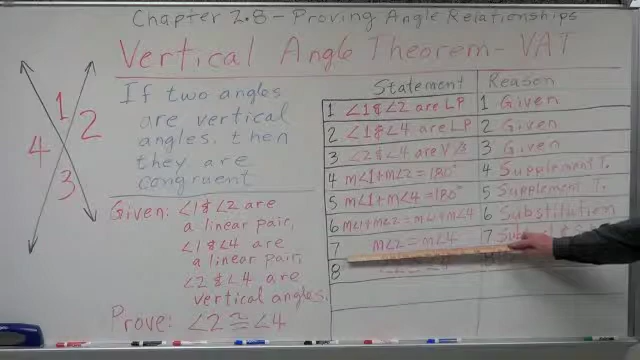 Chapter 2.8 - Proving Angle Relationships
Vertical Angle Theorem - VAT
1
2
3
4
If two angles
are vertical
angles, then
they are
congruent
Given: ∠1 & ∠2 are
a linear pair,
∠1 & ∠4 are
a linear pair,
∠2 & ∠4 are
vertical angles.
Prove: ∠2 ≅ ∠4
Statement Reason
1 ∠1 & ∠2 are LP 1 Given
2 ∠1 & ∠4 are LP 2 Given
3 ∠2 & ∠4 are V∠s 3 Given
4 m∠1 + m∠2 = 180° 4 Supplement T.
5 m∠1 + m∠4 = 180° 5 Supplement T.
6 m∠1 + m∠2 = m∠1 + m∠4 6 Substitution
7 m∠2 = m∠4 7
8